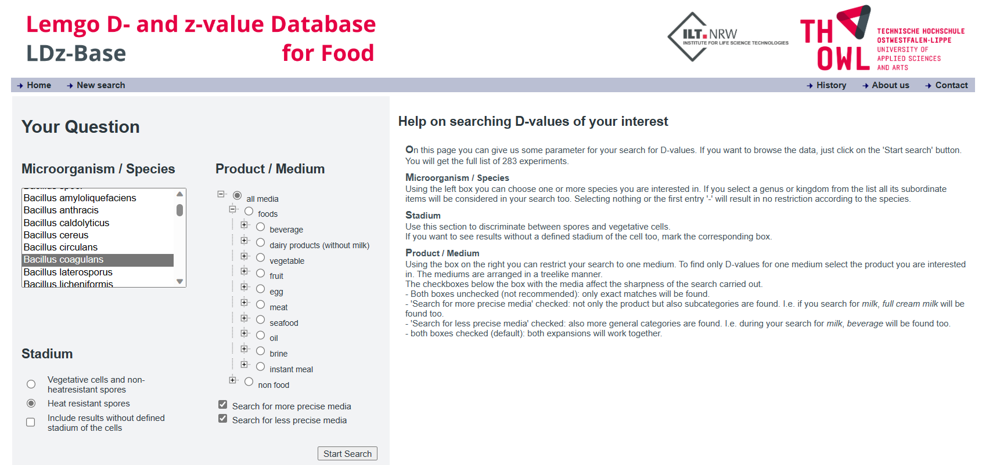 Lemgo D- and z-value Database
LDz-Base for Food
ILT.NRW
INSTITUTE FOR LIFE SCIENCE TECHNOLOGIES
TH
OWL
TECHNISCHE HOCHSCHULE
OSTWESTFALEN-LIPPE
UNIVERSITY OF
APPLIED SCIENCES
AND ARTS
Home New search History About us Contact
Your Question
Microorganism / Species
Bacillus amyloliquefaciens
Bacillus anthracis
Bacillus caldolyticus
Bacillus cereus
Bacillus circulans
Bacillus coagulans
Bacillus laterosporus
Bacillus licheniformis
Stadium
Vegetative cells and non-
heatresistant spores
Heat resistant spores
Include results without defined
stadium of the cells
Product / Medium
all media
foods
beverage
dairy products (without milk)
vegetable
fruit
egg
meat
seafood
oil
brine
instant meal
non food
Search for more precise media
Search for less precise media
Start Search
Help on searching D-values of your interest
On this page you can give us some parameter for your search for D-values. If you want to browse the data, just click on the 'Start search' button.
You will get the full list of 283 experiments.
Microorganism / Species
Using the left box you can choose one or more species you are interested in. If you select a genus or kingdom from the list all its subordinate
items will be considered in your search too. Selecting nothing or the first entry '-' will result in no restriction according to the species.
Stadium
Use this section to discriminate between spores and vegetative cells.
If you want to see results without a defined stadium of the cell too, mark the corresponding box.
Product / Medium
Using the box on the right you can restrict your search to one medium. To find only D-values for one medium select the product you are interested
in. The mediums are arranged in a treelike manner.
The checkboxes below the box with the media affect the sharpness of the search carried out.
- Both boxes unchecked (not recommended): only exact matches will be found.
- 'Search for more precise media' checked: not only the product but also subcategories are found. I.e. if you search for milk, full cream milk will be
found too.
- 'Search for less precise media' checked: also more general categories are found. I.e. during your search for milk, beverage will be found too.
- both boxes checked (default): both expansions will work together.